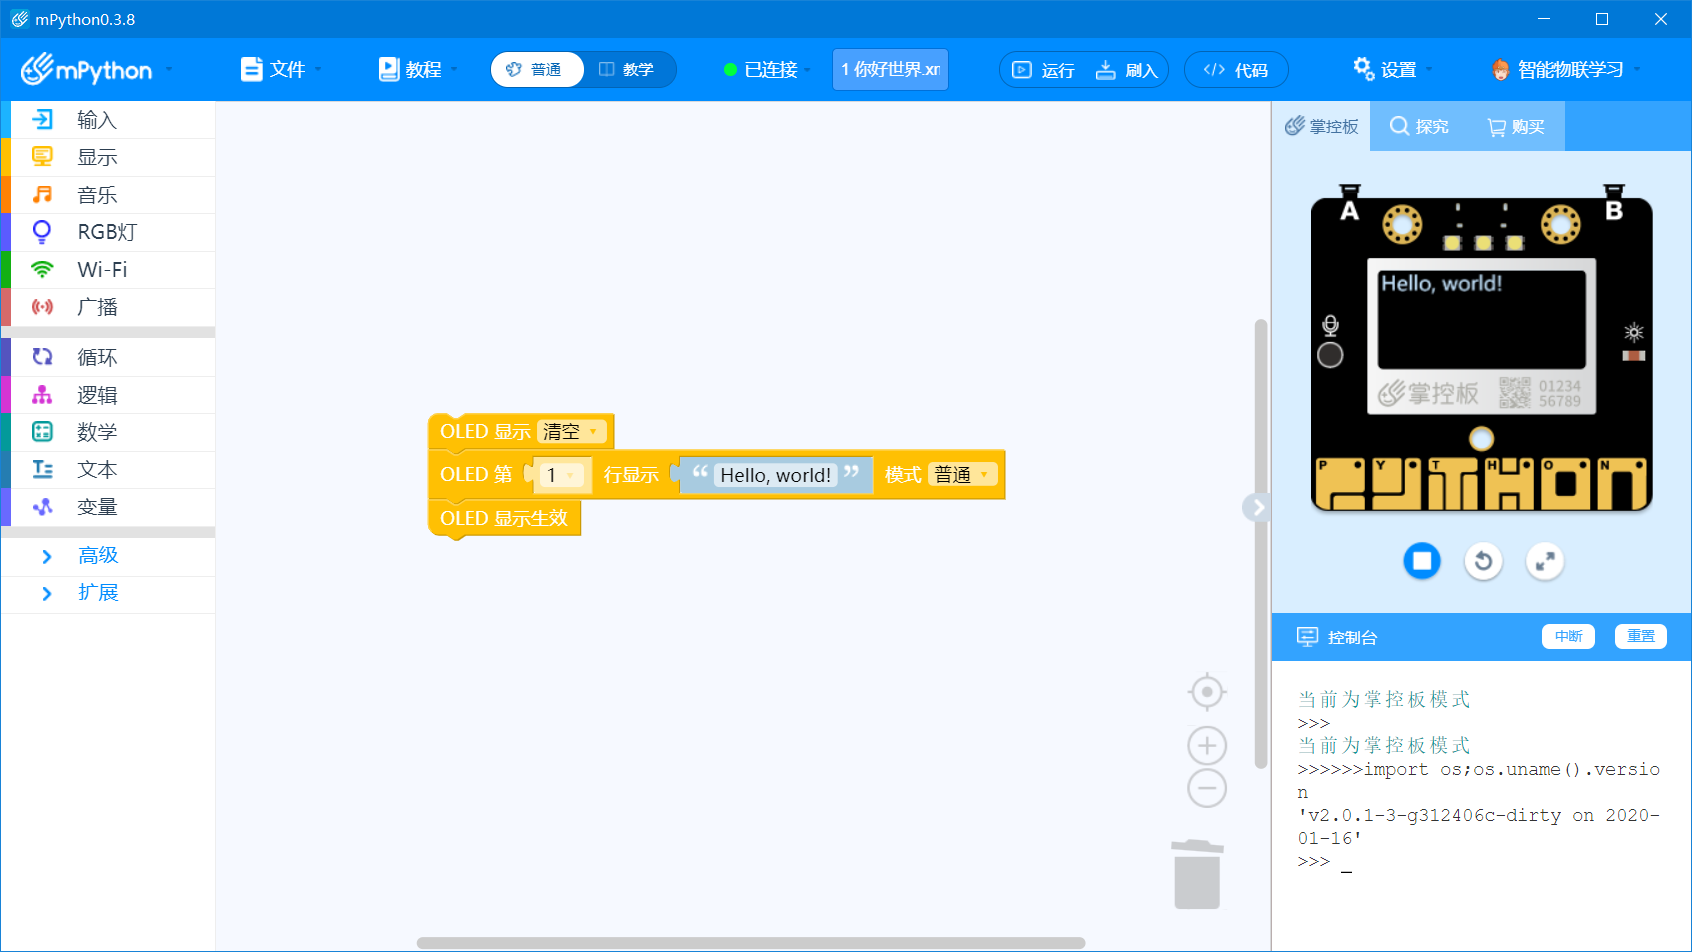 mPython0.3.8
mPython 文件 教程 普通 教学 已连接 1 你好世界.xn 运行 刷入 </> 代码 设置 智能物联学习
输入
显示
音乐
RGB灯
Wi-Fi
广播
循环
逻辑
数学
文本
变量
高级
扩展
OLED 显示 清空
OLED 第 1 行显示 “ Hello, world! ” 模式 普通
OLED 显示生效
掌控板 探究 购买
A B
Hello, world!
掌控板 01234
56789
P Y T H O N
PYTHON
控制台 中断 重置
当前为掌控板模式
>>>
当前为掌控板模式
>>>>>>import os;os.uname().versio
n
'v2.0.1-3-g312406c-dirty on 2020-
01-16'
>>> _